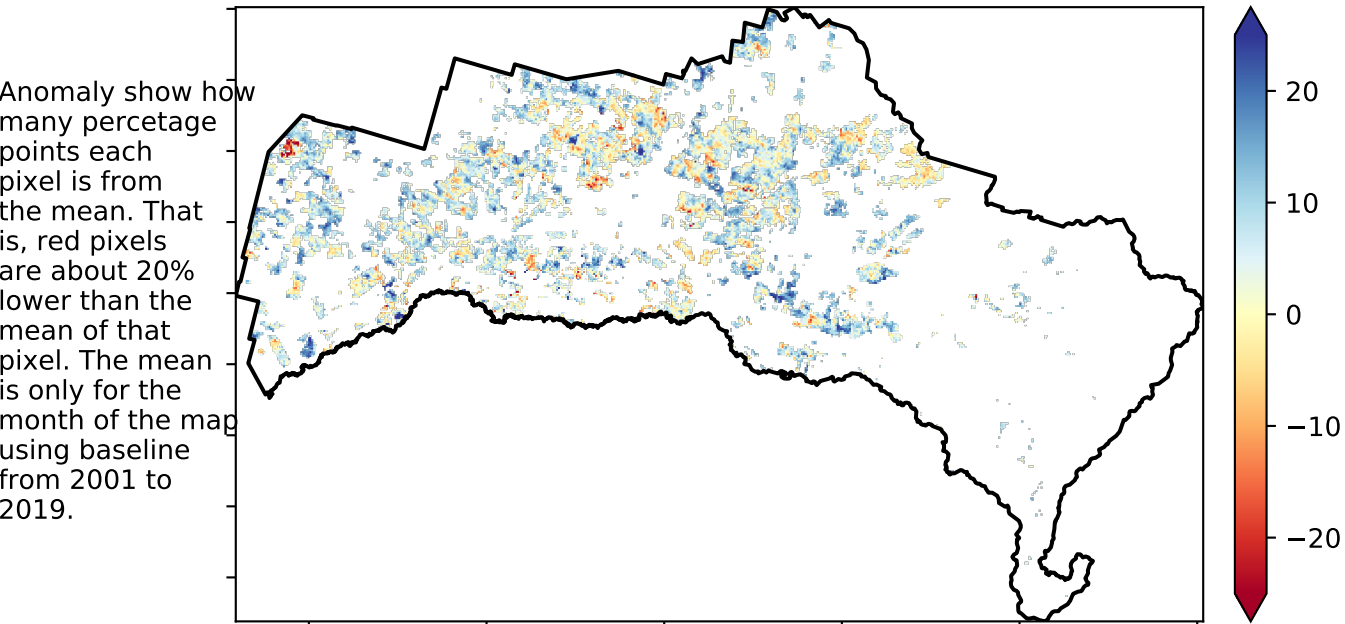 Anomaly show how
many percetage
points each
pixel is from
the mean. That
is, red pixels
are about 20%
lower than the
mean of that
pixel. The mean
is only for the
month of the map
using baseline
from 2001 to
2019.
20
10
0
−10
−20